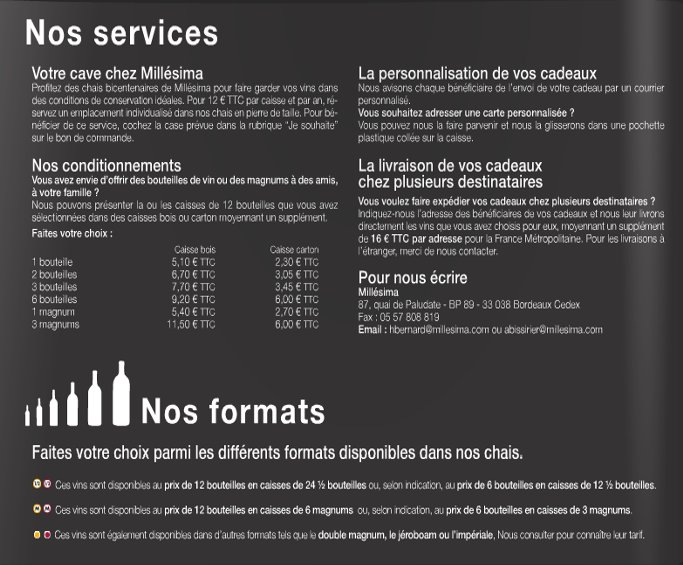 Nos services
Votre cave chez Millésima
Profitez des chais bicentenaires de Millésima pour faire garder vos vins dans
des conditions de conservation idéales. Pour 12 € TTC par caisse et par an, ré-
servez un emplacement individualisé dans nos chais en pierre de taille. Pour bé-
néficier de ce service, cochez la case prévue dans la rubrique "Je souhaite"
sur le bon de commande.
Nos conditionnements
Vous avez envie d'offrir des bouteilles de vin ou des magnums à des amis,
à votre famille ?
Nous pouvons présenter la ou les caisses de 12 bouteilles que vous avez
sélectionnées dans des caisses bois ou carton moyennant un supplément.
Faites votre choix :
Caisse bois Caisse carton
1 bouteille 5,10 € TTC 2,30 € TTC
2 bouteilles 6,70 € TTC 3,05 € TTC
3 bouteilles 7,70 € TTC 3,45 € TTC
6 bouteilles 9,20 € TTC 6,00 € TTC
1 magnum 5,40 € TTC 2,70 € TTC
3 magnums 11,50 € TTC 6,00 € TTC
La personnalisation de vos cadeaux
Nous avisons chaque bénéficiaire de l'envoi de votre cadeau par un courrier
personnalisé.
Vous souhaitez adresser une carte personnalisée ?
Vous pouvez nous la faire parvenir et nous la glisserons dans une pochette
plastique collée sur la caisse.
La livraison de vos cadeaux
chez plusieurs destinataires
Vous voulez faire expédier vos cadeaux chez plusieurs destinataires ?
Indiquez-nous l'adresse des bénéficiaires de vos cadeaux et nous leur livrons
directement les vins que vous avez choisis pour eux, moyennant un supplément
de 16 € TTC par adresse pour la France Métropolitaine. Pour les livraisons à
l'étranger, merci de nous contacter.
Pour nous écrire
Millésima
87, quai de Paludate - BP 89 - 33 038 Bordeaux Cedex
Fax : 05 57 808 819
Email : hbernard@millesima.com ou abissirier@millesima.com
Nos formats
Faites votre choix parmi les différents formats disponibles dans nos chais.
1/2 1/2 Ces vins sont disponibles au prix de 12 bouteilles en caisses de 24 ½ bouteilles ou, selon indication, au prix de 6 bouteilles en caisses de 12 ½ bouteilles.
M M Ces vins sont disponibles au prix de 12 bouteilles en caisses de 6 magnums ou, selon indication, au prix de 6 bouteilles en caisses de 3 magnums.
Ces vins sont également disponibles dans d'autres formats tels que le double magnum, le jéroboam ou l'impériale, Nous consulter pour connaître leur tarif.